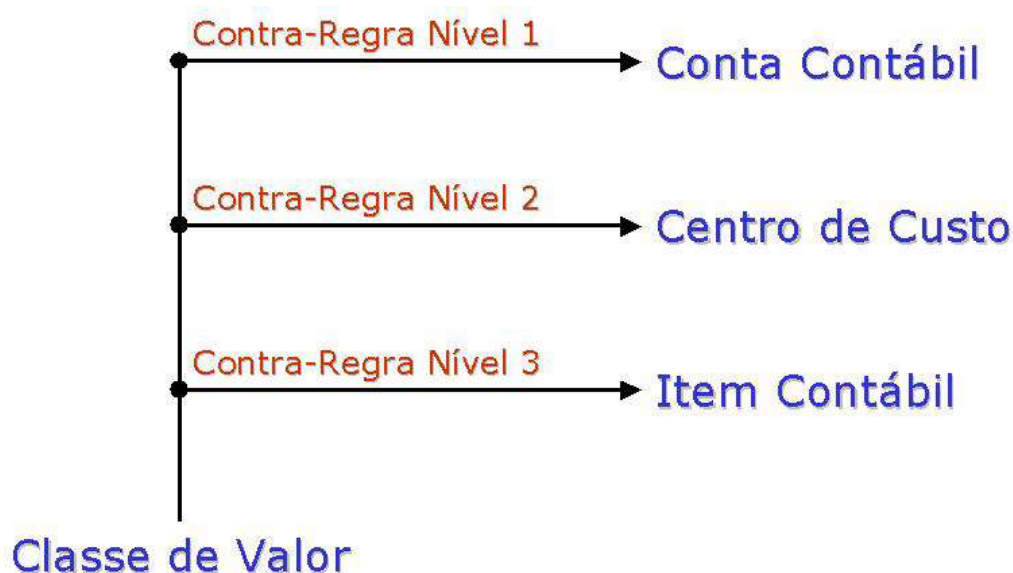 Contra-Regra Nível 1
Conta Contábil
Contra-Regra Nível 2
Centro de Custo
Contra-Regra Nível 3
Item Contábil
Classe de Valor